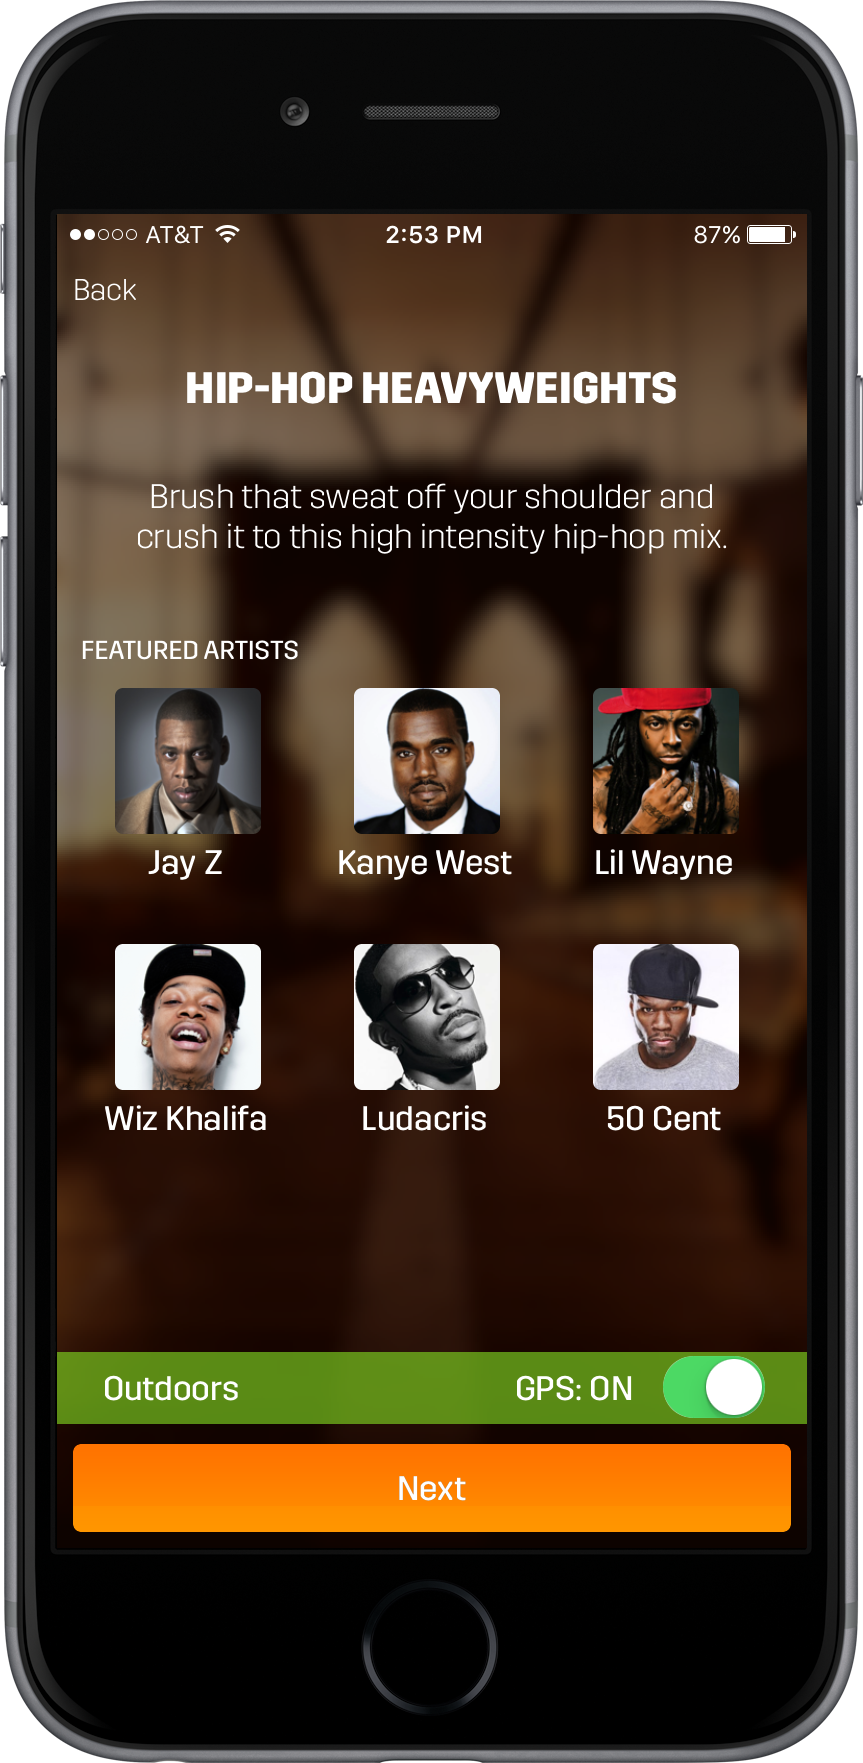 AT&T 2:53 PM 87%
Back
HIP-HOP HEAVYWEIGHTS
Brush that sweat off your shoulder and
crush it to this high intensity hip-hop mix.
FEATURED ARTISTS
Jay Z Kanye West Lil Wayne
Wiz Khalifa Ludacris 50 Cent
Outdoors GPS: ON
Next